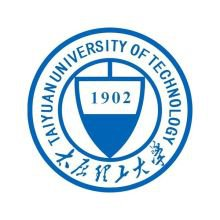 TAIYUAN UNIVERSITY OF TECHNOLOGY
1902
太原理工大学